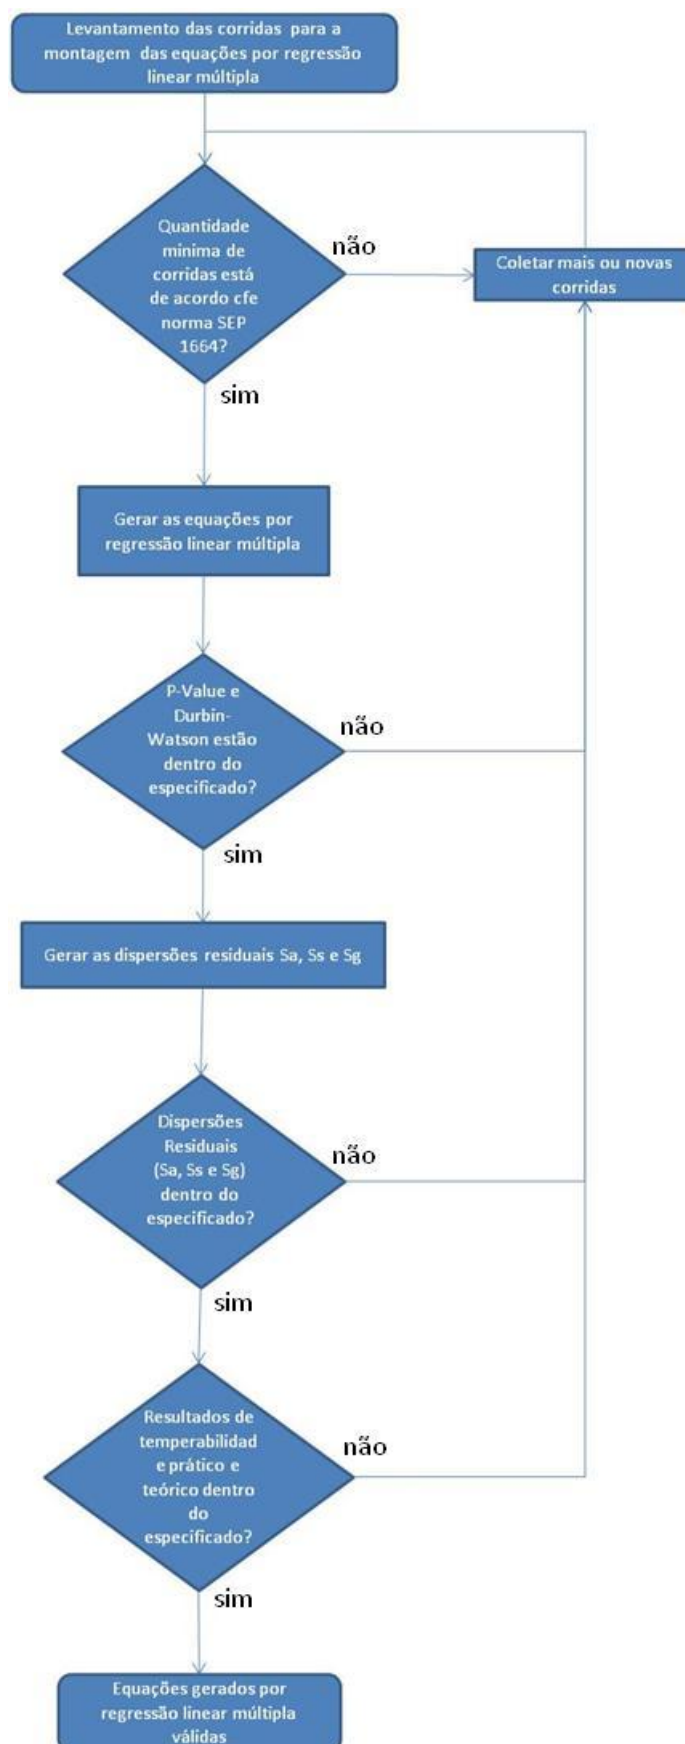 Levantamento das corridas para a
montagem das equações por regressão
linear múltipla
Quantidade
mínima de
corridas está
de acordo cfe
norma SEP
1664?
não
Coletar mais ou novas
corridas
sim
Gerar as equações por
regressão linear múltipla
P-Value e
Durbin-
Watson estão
dentro do
especificado?
não
sim
Gerar as dispersões residuais Sa, Ss e Sg
Dispersões
Residuais
(Sa, Ss e Sg)
dentro do
especificado?
não
sim
Resultados de
temperabilidad
e prático e
teórico dentro
do
especificado?
não
sim
Equações gerados por
regressão linear múltipla
válidas